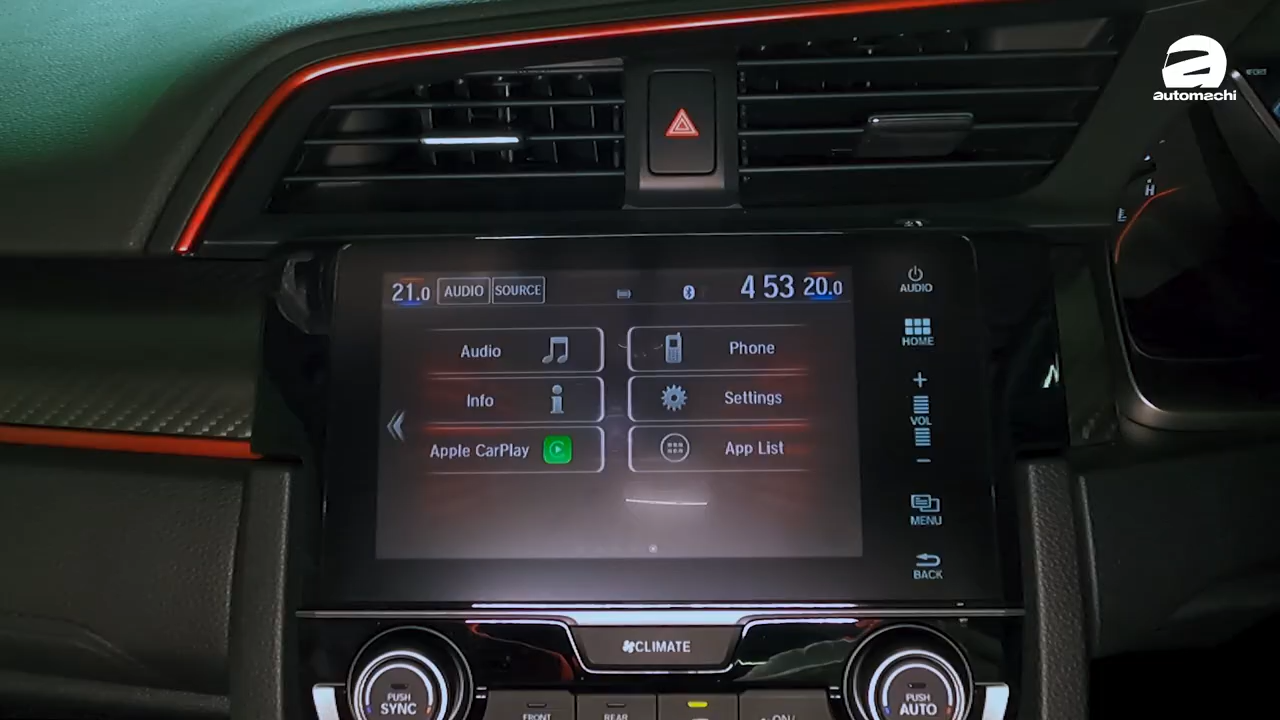 automachi
H
21.0 AUDIO SOURCE 4 53 20.0
AUDIO
HOME
Audio
Phone
Info
Settings
Apple CarPlay
App List
+
VOL
−
MENU
BACK
CLIMATE
PUSH
SYNC
FRONT
REAR
ON/
PUSH
AUTO